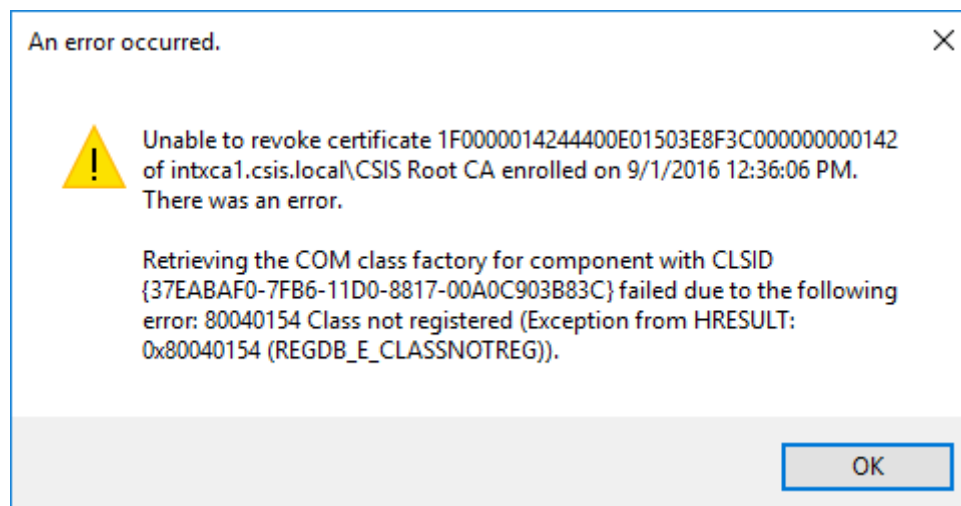 An error occurred.
Unable to revoke certificate 1F0000014244400E01503E8F3C000000000142
of intxca1.csis.local\CSIS Root CA enrolled on 9/1/2016 12:36:06 PM.
There was an error.
Retrieving the COM class factory for component with CLSID
{37EABAF0-7FB6-11D0-8817-00A0C903B83C} failed due to the following
error: 80040154 Class not registered (Exception from HRESULT:
0x80040154 (REGDB_E_CLASSNOTREG)).
OK